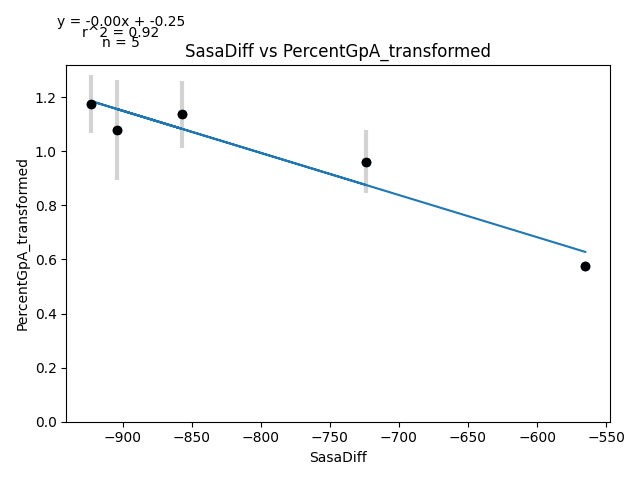 y = -0.00x + -0.25
r^2 = 0.92
n = 5
SasaDiff vs PercentGpA_transformed
PercentGpA_transformed
1.2
1.0
0.8
0.6
0.4
0.2
0.0
−900 −850 −800 −750 −700 −650 −600 −550
SasaDiff